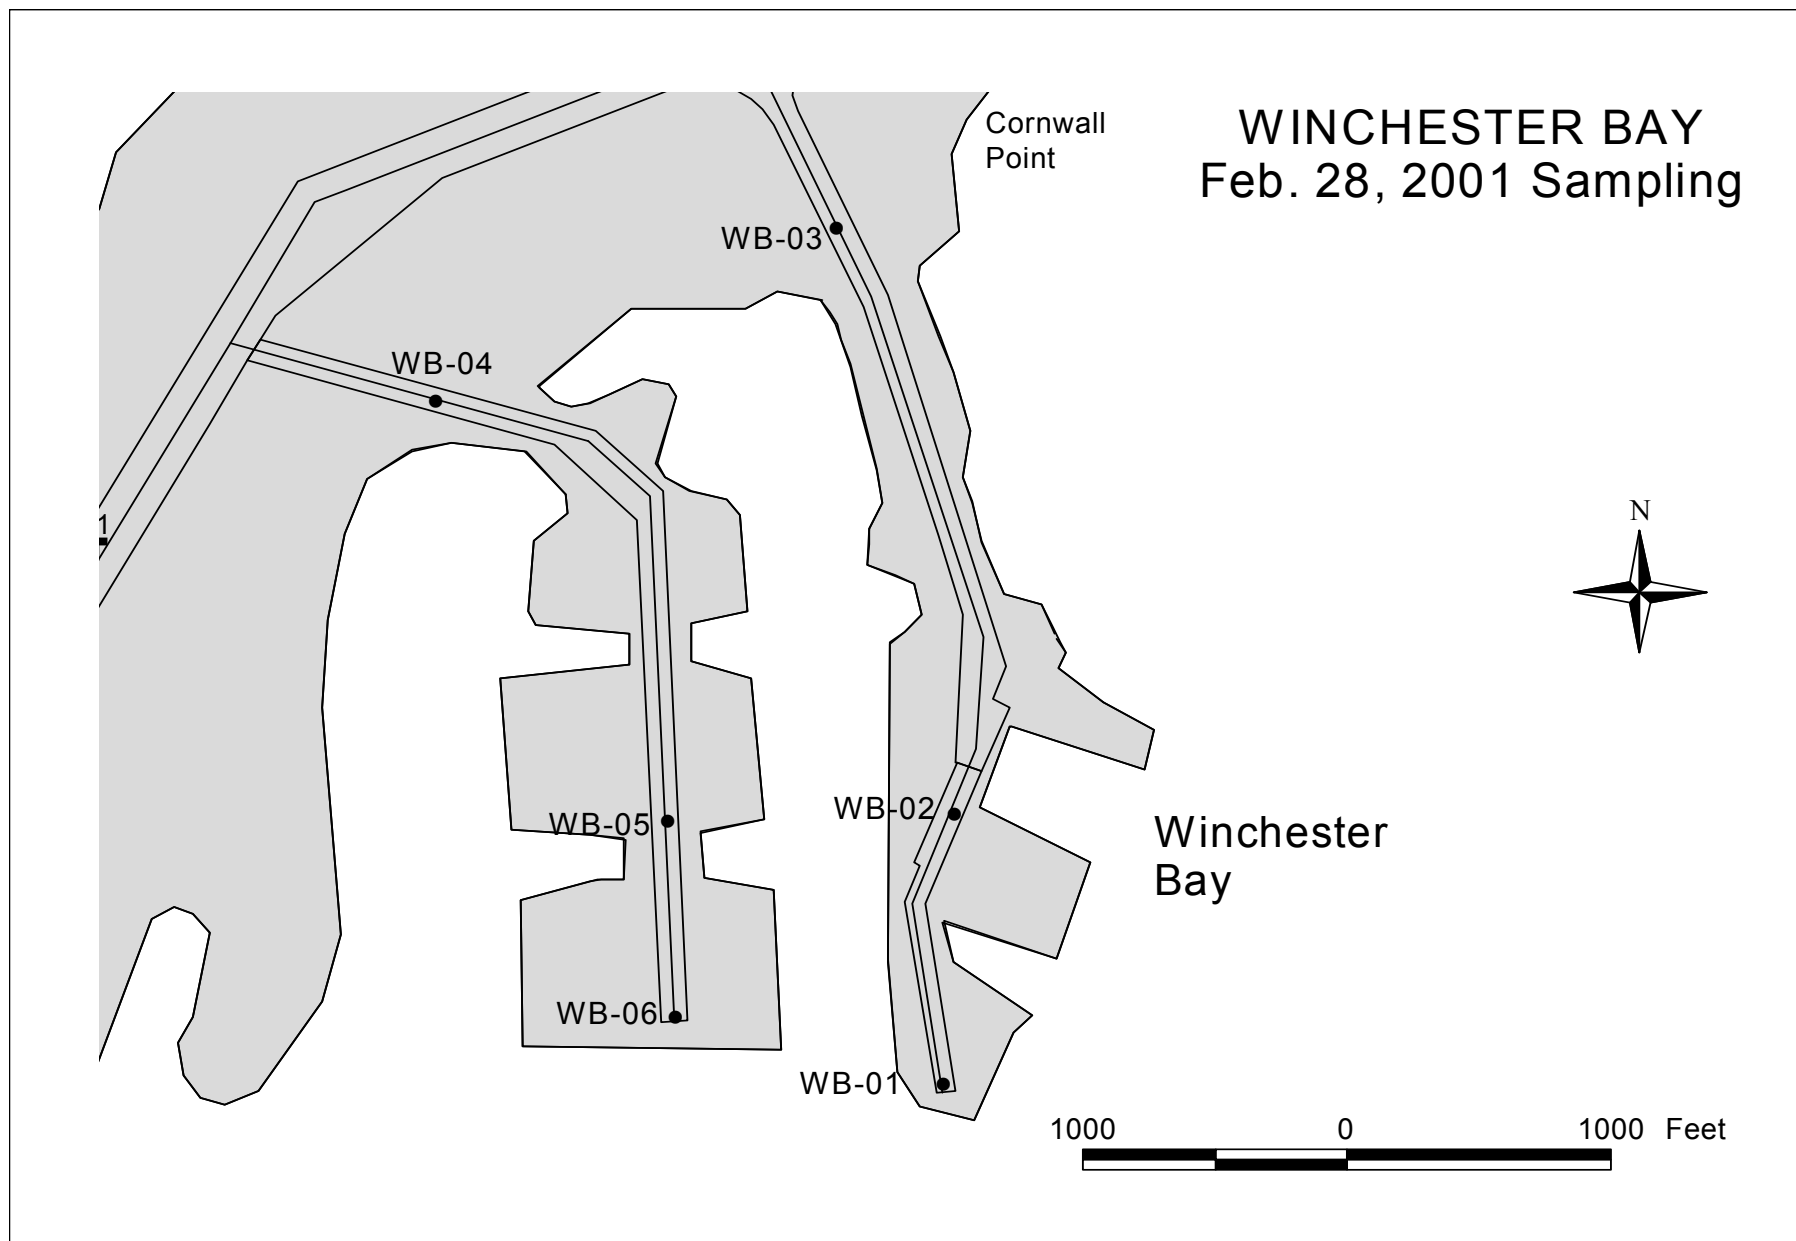 Cornwall
Point
WINCHESTER BAY
Feb. 28, 2001 Sampling
WB-03
WB-04
1
N
WB-05
WB-02
Winchester
Bay
WB-06
WB-01
1000 0 1000 Feet